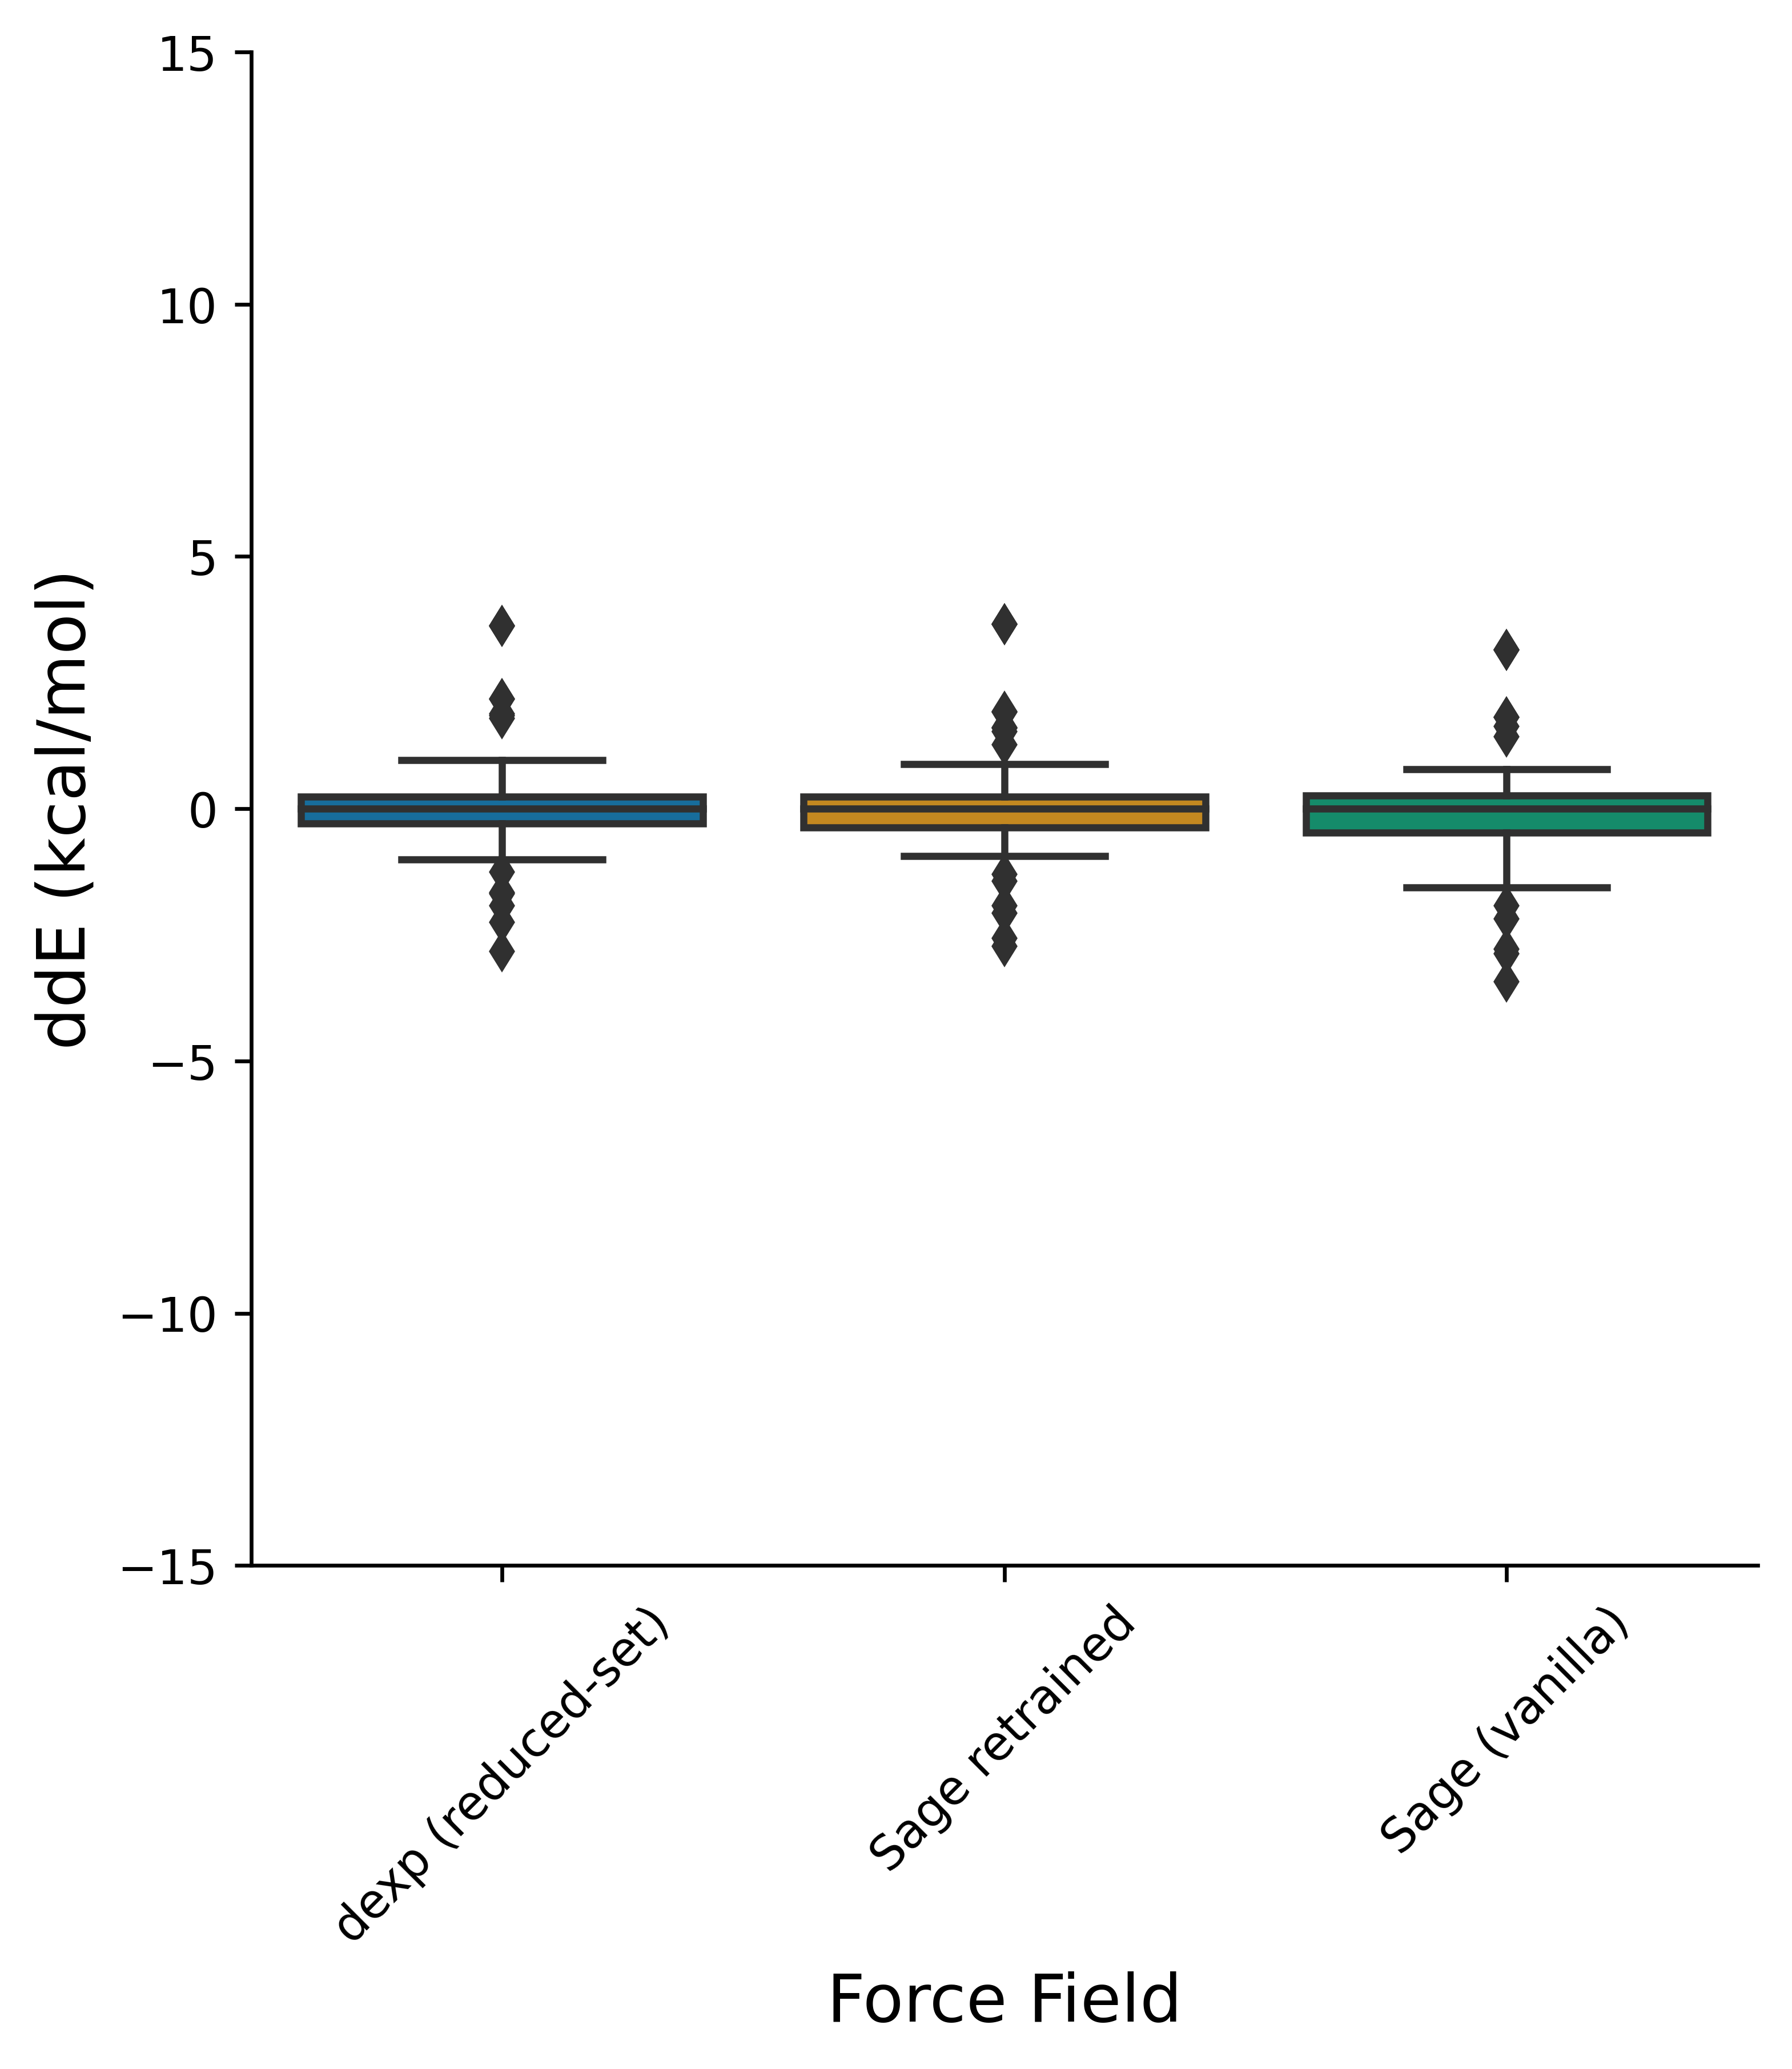 15
10
5
0
−5
−10
−15
ddE (kcal/mol)
dexp (reduced-set)
Sage retrained
Sage (vanilla)
Force Field